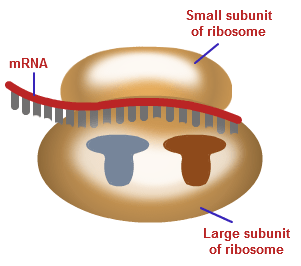 Small subunit
of ribosome
mRNA
Large subunit
of ribosome